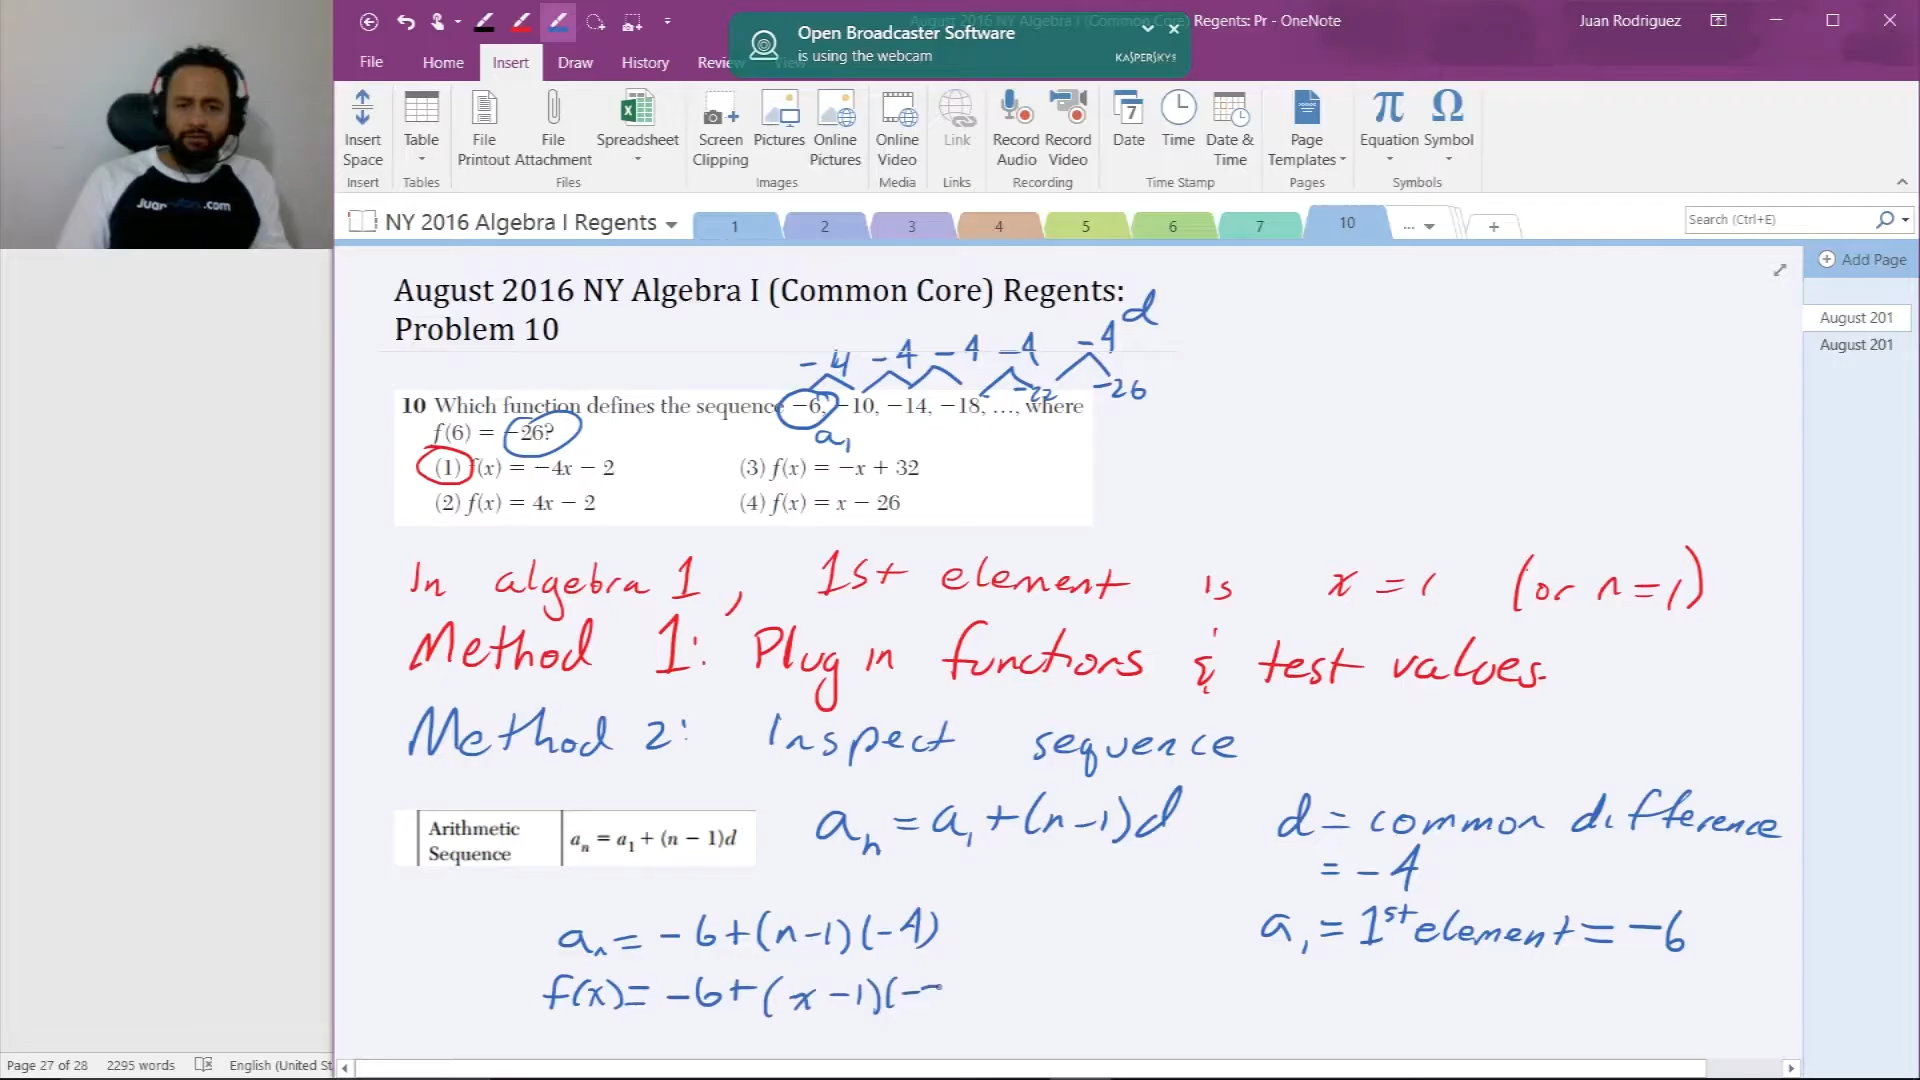 August 2016 NY Algebra I (Common Core) Regents: Pr - OneNote
Juan Rodriguez
Open Broadcaster Software
is using the webcam
KASPERSKY
File Home Insert Draw History Review View
Insert Space
Table
File Printout
File Attachment
Spreadsheet
Screen Clipping
Pictures
Online Pictures
Online Video
Link
Record Audio
Record Video
7
Date
Time
Date & Time
Page Templates
π
Equation
Ω
Symbol
Insert Tables Files Images Media Links Recording Time Stamp Pages Symbols
NY 2016 Algebra I Regents
1 2 3 4 5 6 7 10 ... +
Search (Ctrl+E)
Add Page
August 201
August 201
August 2016 NY Algebra I (Common Core) Regents:
Problem 10
d
-4 -4 -4 -4 -4
-22 -26
10 Which function defines the sequence −6, −10, −14, −18, …, where
f(6) = −26?
a₁
(1) f(x) = −4x − 2 (3) f(x) = −x + 32
(2) f(x) = 4x − 2 (4) f(x) = x − 26
In algebra 1, 1st element is x = 1 (or n = 1)
Method 1: Plug in functions & test values.
Method 2: Inspect sequence
Arithmetic Sequence aₙ = a₁ + (n − 1)d
aₙ = a₁ + (n-1)d
d = common difference
= -4
a₁ = 1st element = -6
aₙ = -6 + (n-1)(-4)
f(x) = -6 + (x-1)(-
Page 27 of 28 2295 words English (United St